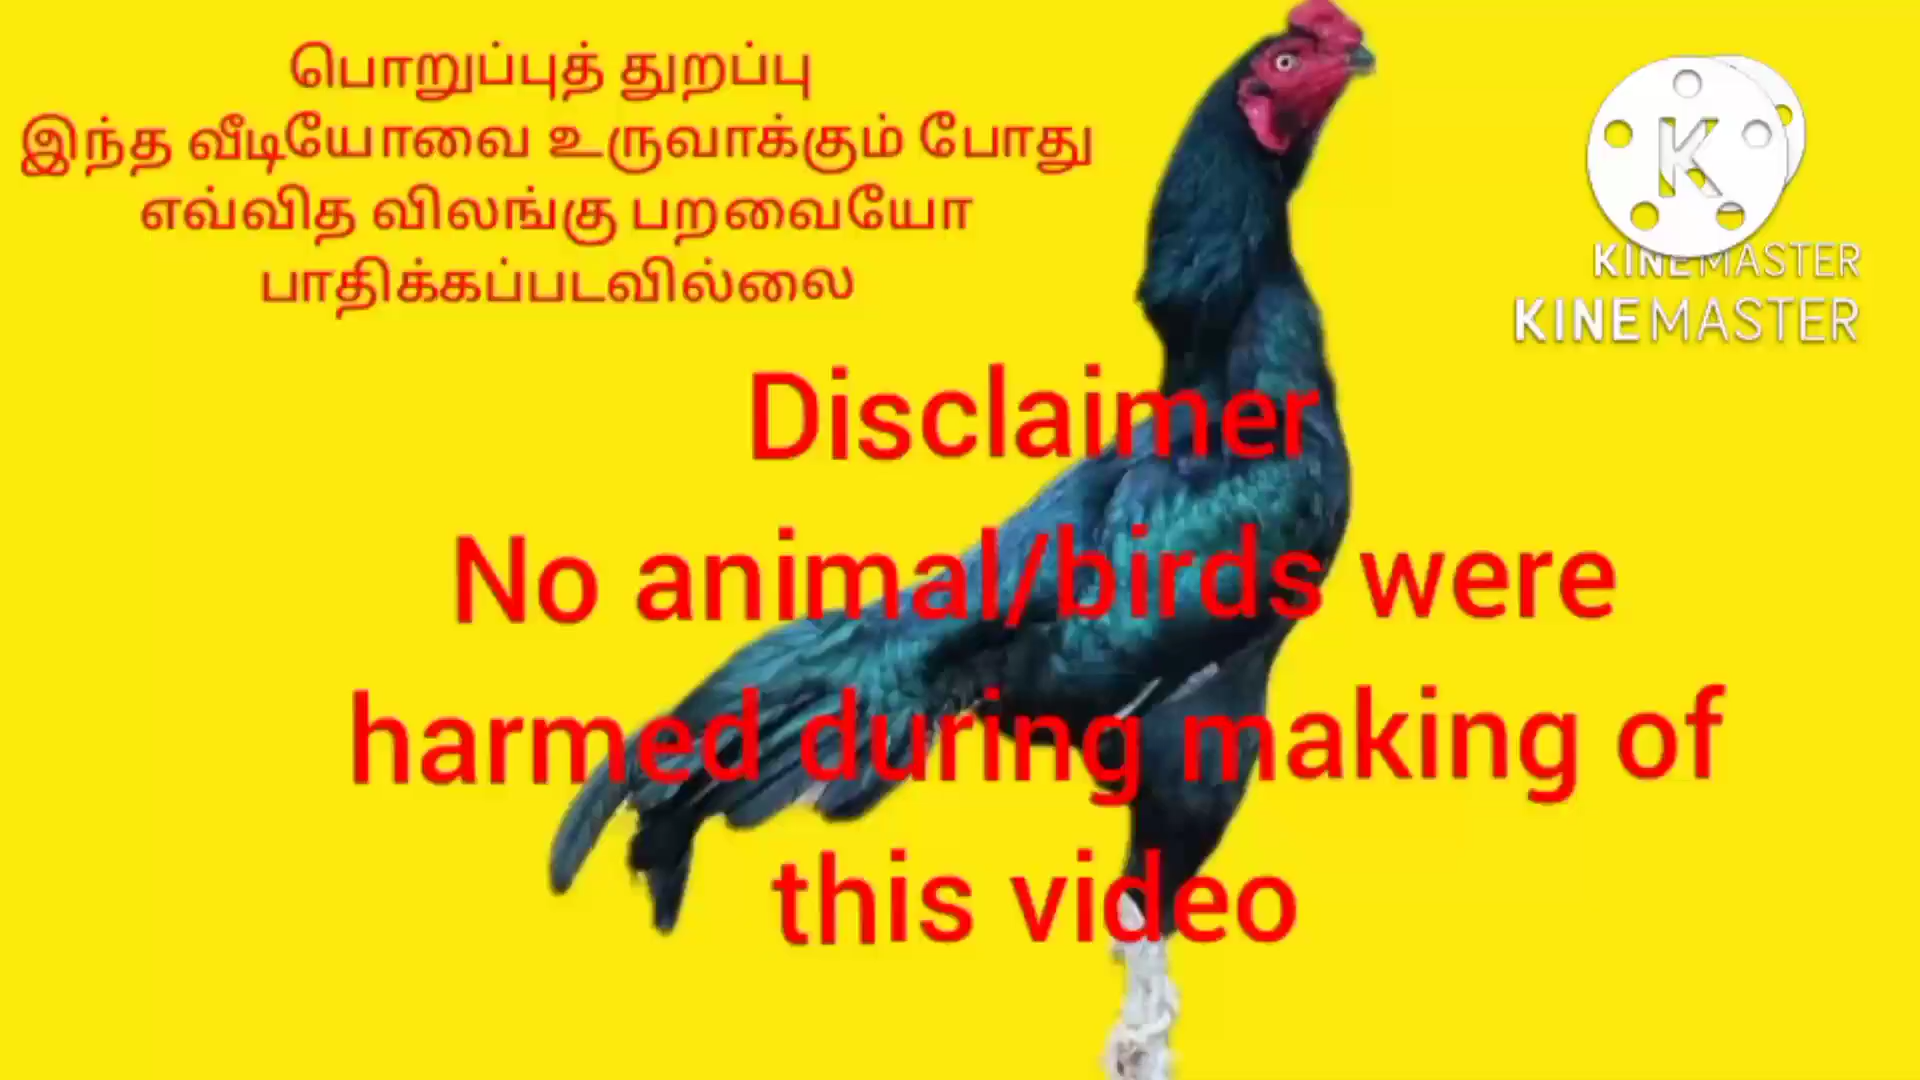 பொறுப்புத் துறப்பு
இந்த வீடியோவை உருவாக்கும் போது
எவ்வித விலங்கு பறவையோ
பாதிக்கப்படவில்லை
K
KINEMASTER
KINEMASTER
Disclaimer
No animal/birds were
harmed during making of
this video